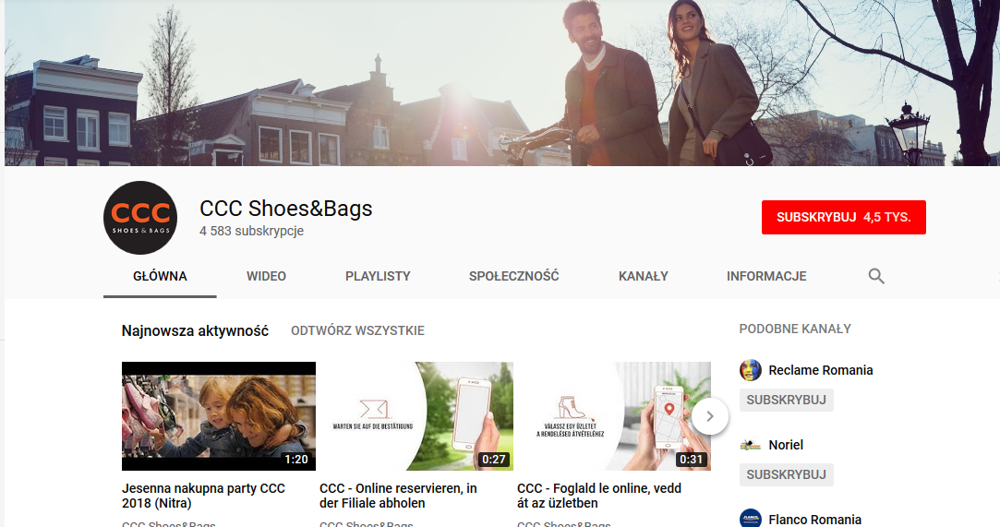 CCC
SHOES & BAGS
CCC Shoes&Bags
4 583 subskrypcje
SUBSKRYBUJ 4,5 TYS.
GŁÓWNA
WIDEO
PLAYLISTY
SPOŁECZNOŚĆ
KANAŁY
INFORMACJE
Najnowsza aktywność
ODTWÓRZ WSZYSTKIE
1:20
Jesenna nakupna party CCC
2018 (Nitra)
CCC Shoes&Bags
WARTEN SIE AUF DIE BESTÄTIGUNG
0:27
CCC - Online reservieren, in
der Filiale abholen
CCC Shoes&Bags
VÁLASSZ EGY ÜZLETET
A RENDELÉSED ÁTVÉTELÉHEZ
0:31
CCC - Foglald le online, vedd
át az üzletben
CCC Shoes&Bags
PODOBNE KANAŁY
Reclame Romania
SUBSKRYBUJ
Noriel
SUBSKRYBUJ
FLANCO
Flanco Romania